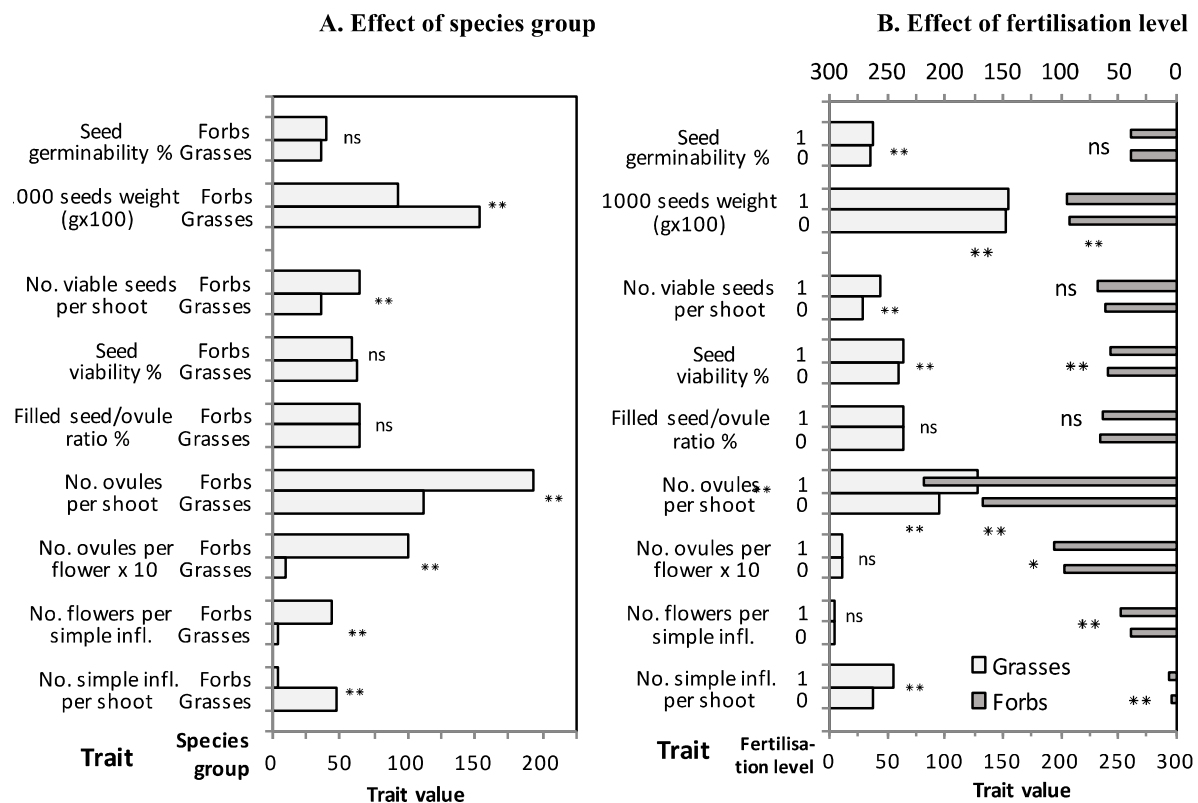 A. Effect of species group
Seed
germinability %
Forbs
Grasses
ns
1000 seeds weight
(gx100)
Forbs
Grasses
**
No. viable seeds
per shoot
Forbs
Grasses
**
Seed
viability %
Forbs
Grasses
ns
Filled seed/ovule
ratio %
Forbs
Grasses
ns
No. ovules
per shoot
Forbs
Grasses
**
No. ovules per
flower x 10
Forbs
Grasses
**
No. flowers per
simple infl.
Forbs
Grasses
**
No. simple infl.
per shoot
Forbs
Grasses
**
Trait
Species
group
0 50 100 150 200
Trait value
B. Effect of fertilisation level
300 250 200 150 100 50 0
Seed
germinability %
1
0
**
ns
1000 seeds weight
(gx100)
1
0
**
**
No. viable seeds
per shoot
1
0
**
ns
Seed
viability %
1
0
**
**
Filled seed/ovule
ratio %
1
0
ns
ns
No. ovules
per shoot
**
1
0
**
**
No. ovules per
flower x 10
1
0
ns
*
No. flowers per
simple infl.
1
0
ns
**
No. simple infl.
per shoot
1
0
**
**
Grasses
Forbs
Trait
Fertilisa-
tion level
0 50 100 150 200 250 300
Trait value